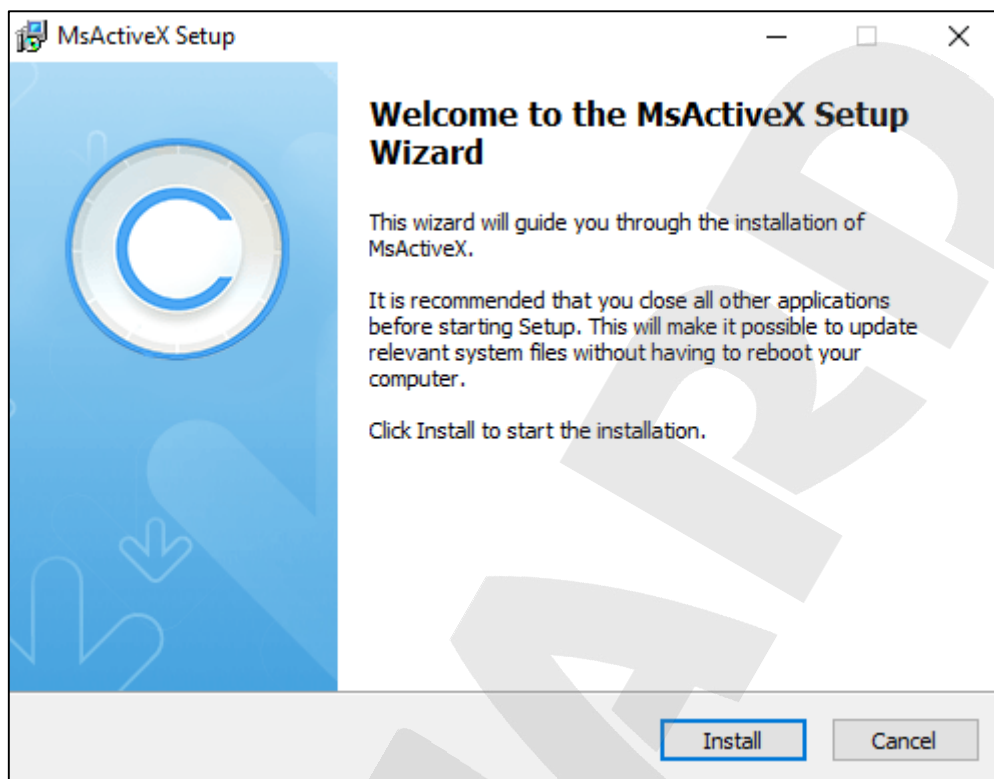 MsActiveX Setup
Welcome to the MsActiveX Setup
Wizard
This wizard will guide you through the installation of
MsActiveX.
It is recommended that you close all other applications
before starting Setup. This will make it possible to update
relevant system files without having to reboot your
computer.
Click Install to start the installation.
Install
Cancel